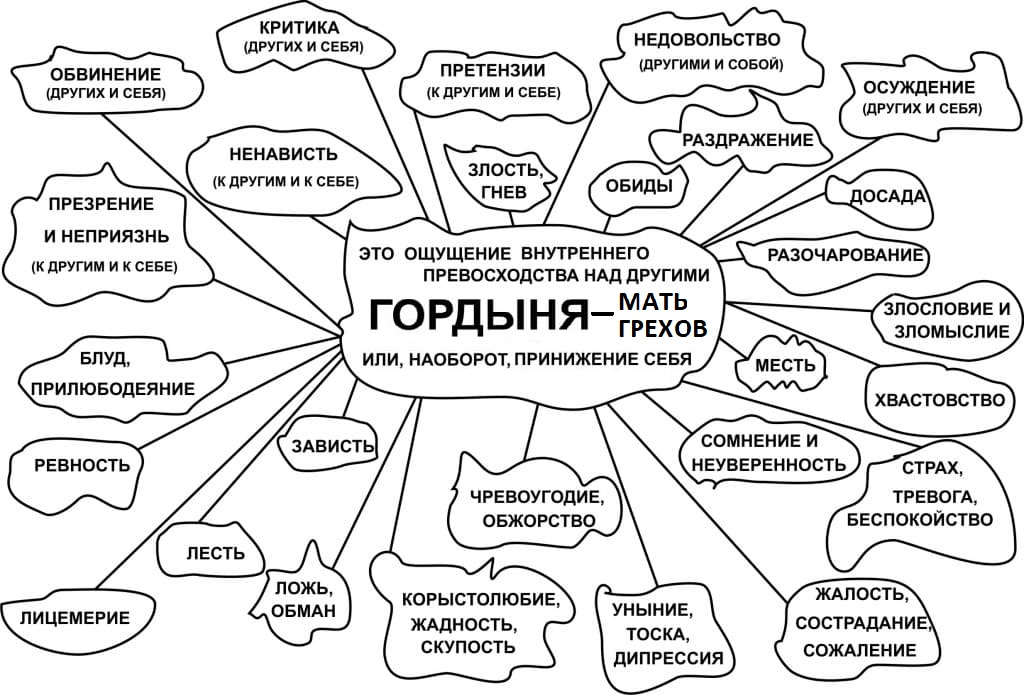 КРИТИКА
(ДРУГИХ И СЕБЯ)
ОБВИНЕНИЕ
(ДРУГИХ И СЕБЯ)
ПРЕТЕНЗИИ
(К ДРУГИМ И СЕБЕ)
НЕДОВОЛЬСТВО
(ДРУГИМИ И СОБОЙ)
ОСУЖДЕНИЕ
(ДРУГИХ И СЕБЯ)
НЕНАВИСТЬ
(К ДРУГИМ И К СЕБЕ)
ЗЛОСТЬ,
ГНЕВ
ОБИДЫ
РАЗДРАЖЕНИЕ
ДОСАДА
ПРЕЗРЕНИЕ
И НЕПРИЯЗНЬ
(К ДРУГИМ И К СЕБЕ)
РАЗОЧАРОВАНИЕ
ЭТО ОЩУЩЕНИЕ ВНУТРЕННЕГО
ПРЕВОСХОДСТВА НАД ДРУГИМИ
ГОРДЫНЯ–МАТЬ
ГРЕХОВ
ИЛИ, НАОБОРОТ, ПРИНИЖЕНИЕ СЕБЯ
ЗЛОСЛОВИЕ И
ЗЛОМЫСЛИЕ
БЛУД,
ПРИЛЮБОДЕЯНИЕ
МЕСТЬ
ХВАСТОВСТВО
РЕВНОСТЬ
ЗАВИСТЬ
СОМНЕНИЕ И
НЕУВЕРЕННОСТЬ
СТРАХ,
ТРЕВОГА,
БЕСПОКОЙСТВО
ЧРЕВОУГОДИЕ,
ОБЖОРСТВО
ЛЕСТЬ
ЛИЦЕМЕРИЕ
ЛОЖЬ,
ОБМАН
КОРЫСТОЛЮБИЕ,
ЖАДНОСТЬ,
СКУПОСТЬ
УНЫНИЕ,
ТОСКА,
ДИПРЕССИЯ
ЖАЛОСТЬ,
СОСТРАДАНИЕ,
СОЖАЛЕНИЕ